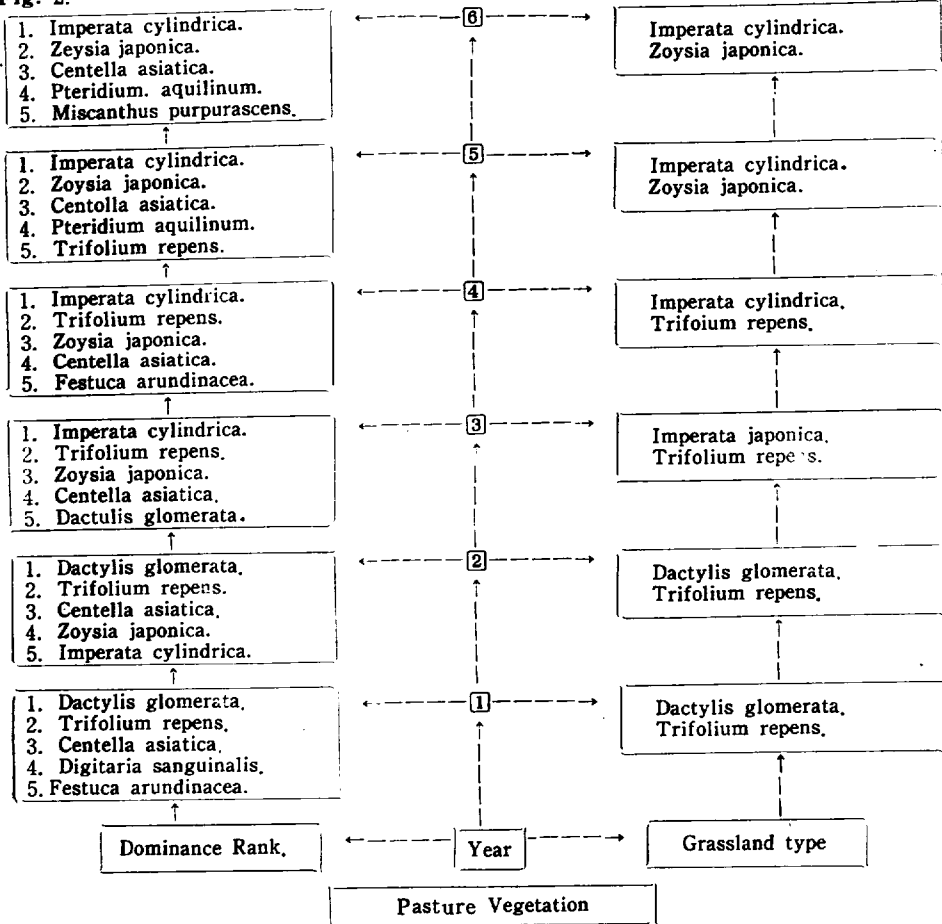 Fig. 2.
1. Imperata cylindrica.
2. Zeysia japonica.
3. Centella asiatica.
4. Pteridium. aquilinum.
5. Miscanthus purpurascens.
6
Imperata cylindrica.
Zoysia japonica.
1. Imperata cylindrica.
2. Zoysia japonica.
3. Centolla asiatica.
4. Pteridium aquilinum.
5. Trifolium repens.
5
Imperata cylindrica.
Zoysia japonica.
1. Imperata cylindrica.
2. Trifolium repens.
3. Zoysia japonica.
4. Centella asiatica.
5. Festuca arundinacea.
4
Imperata cylindrica.
Trifoium repens.
1. Imperata cylindrica.
2. Trifolium repens.
3. Zoysia japonica.
4. Centella asiatica.
5. Dactulis glomerata.
3
Imperata japonica.
Trifolium repens.
1. Dactylis glomerata.
2. Trifolium repens.
3. Centella asiatica.
4. Zoysia japonica.
5. Imperata cylindrica.
2
Dactylis glomerata.
Trifolium repens.
1. Dactylis glomerata.
2. Trifolium repens.
3. Centella asiatica.
4. Digitaria sanguinalis.
5. Festuca arundinacea.
1
Dactylis glomerata.
Trifolium repens.
Dominance Rank.
Year
Grassland type
Pasture Vegetation